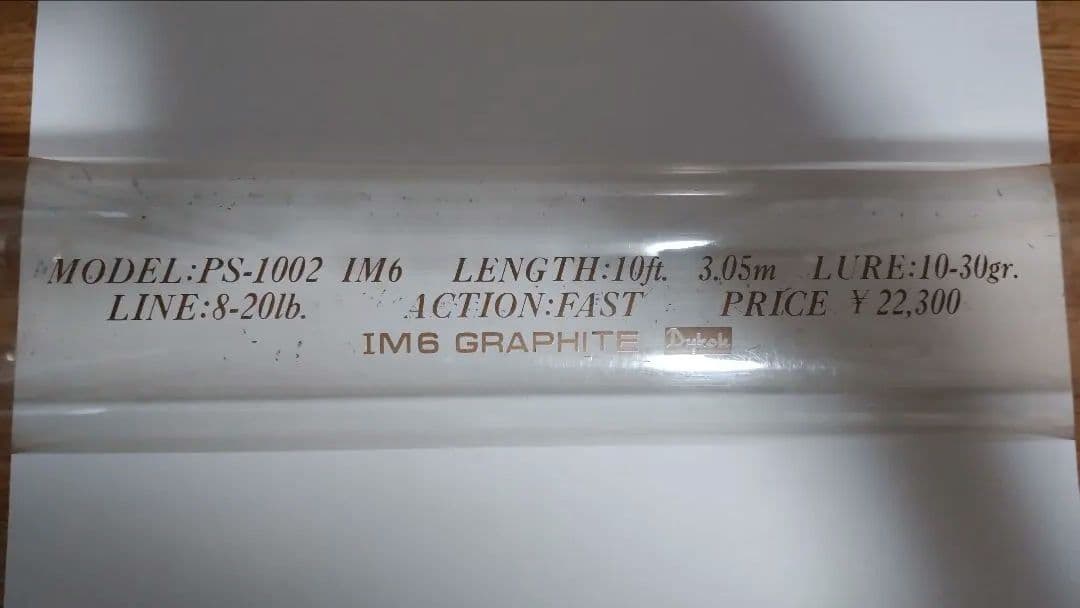 MODEL:PS-1002 IM6 LENGTH:10ft. 3.05m LURE:10-30gr.
LINE:8-20lb. ACTION:FAST PRICE ¥ 22,300
IM6 GRAPHITE Dykok